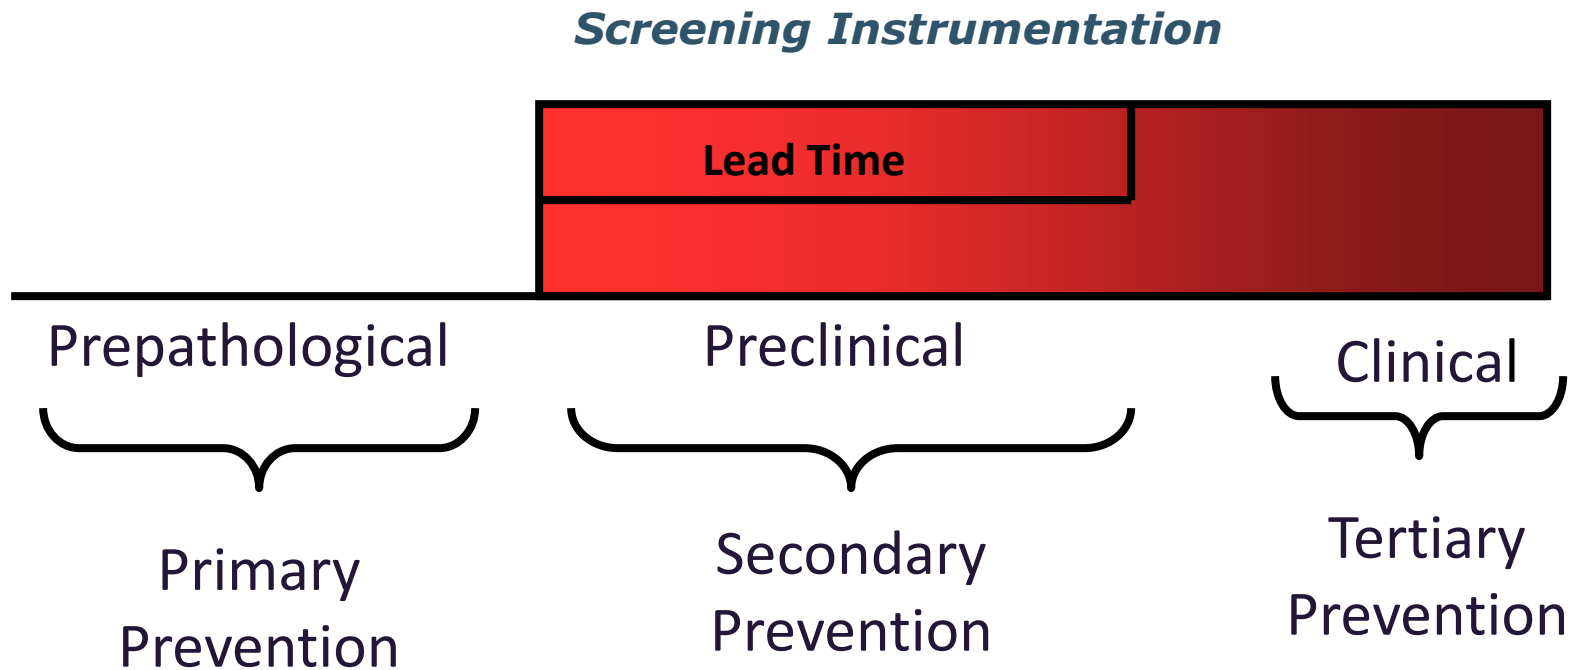 Screening Instrumentation
Lead Time
Prepathological
Preclinical
Clinical
Primary
Prevention
Secondary
Prevention
Tertiary
Prevention